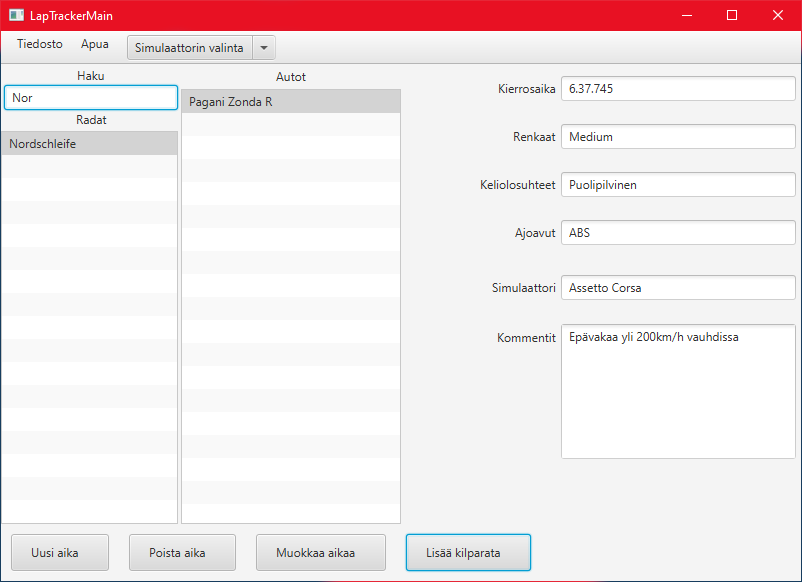 LapTrackerMain
Tiedosto Apua Simulaattorin valinta
Haku
Nor
Radat
Nordschleife
Autot
Pagani Zonda R
Kierrosaika 6.37.745
Renkaat Medium
Keliolosuhteet Puolipilvinen
Ajoavut ABS
Simulaattori Assetto Corsa
Kommentit Epävakaa yli 200km/h vauhdissa
Uusi aika Poista aika Muokkaa aikaa Lisää kilparata